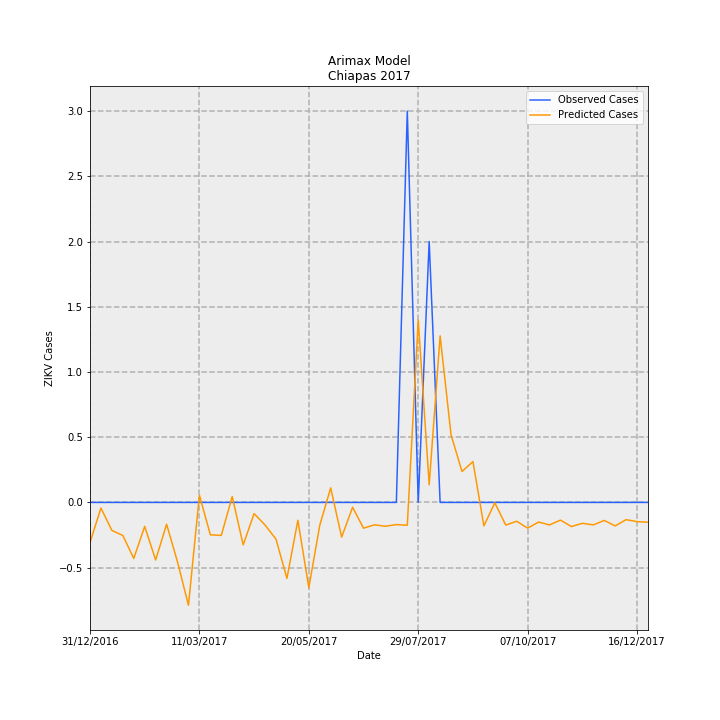 Arimax Model
Chiapas 2017
Observed Cases
Predicted Cases
3.0
2.5
2.0
1.5
1.0
0.5
0.0
−0.5
ZIKV Cases
31/12/2016 11/03/2017 20/05/2017 29/07/2017 07/10/2017 16/12/2017
Date